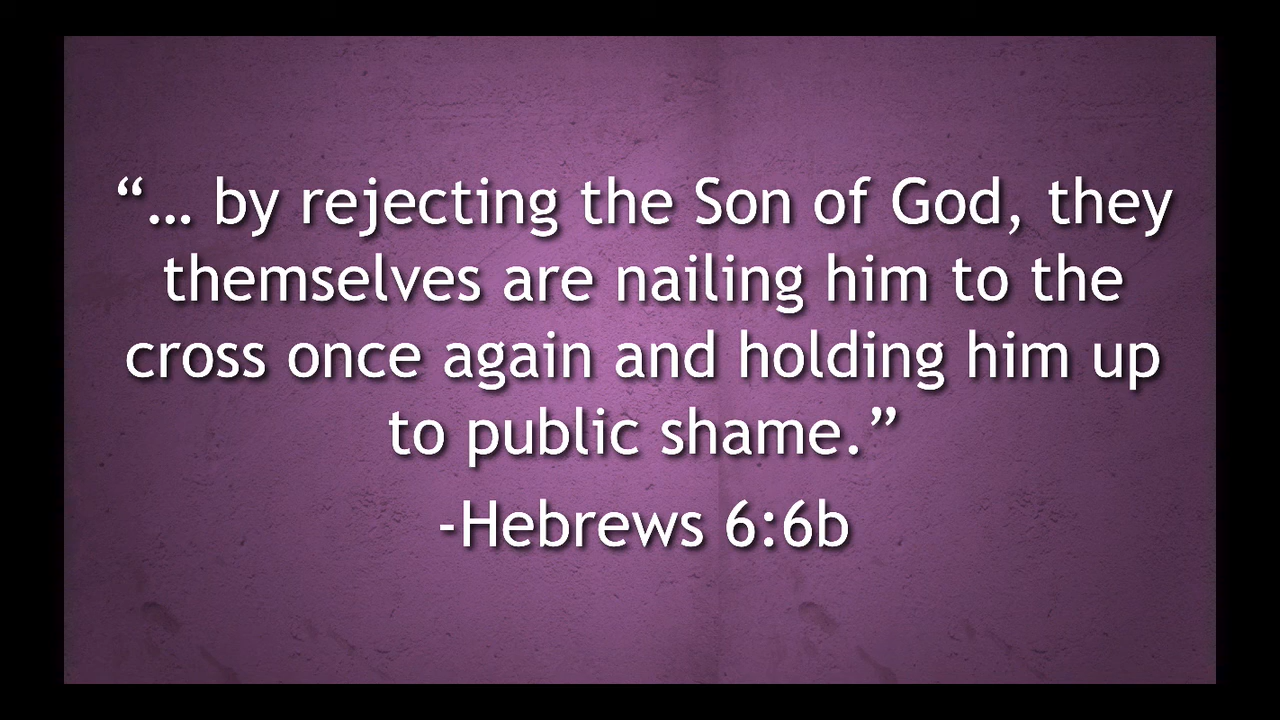 “… by rejecting the Son of God, they
themselves are nailing him to the
cross once again and holding him up
to public shame.”
-Hebrews 6:6b